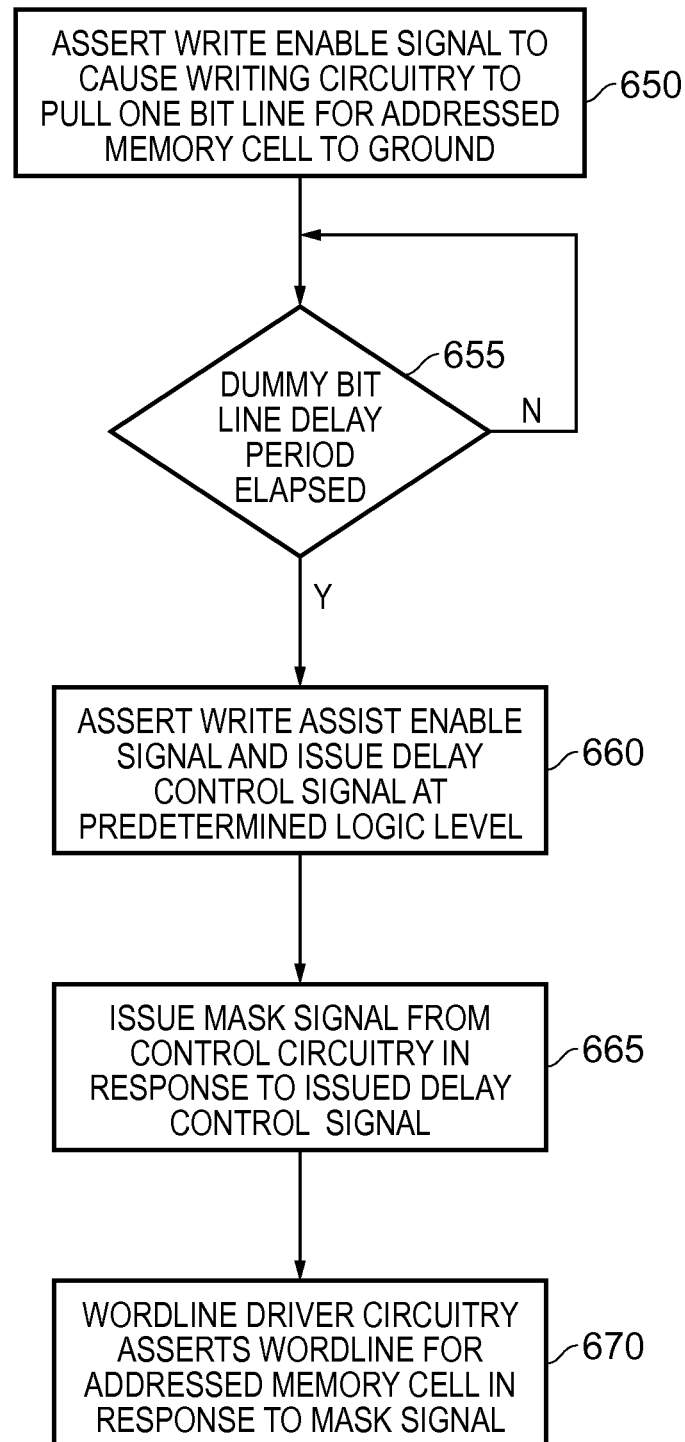 ASSERT WRITE ENABLE SIGNAL TO
CAUSE WRITING CIRCUITRY TO
PULL ONE BIT LINE FOR ADDRESSED
MEMORY CELL TO GROUND
650
655
DUMMY BIT
LINE DELAY
PERIOD
ELAPSED
N
Y
ASSERT WRITE ASSIST ENABLE
SIGNAL AND ISSUE DELAY
CONTROL SIGNAL AT
PREDETERMINED LOGIC LEVEL
660
ISSUE MASK SIGNAL FROM
CONTROL CIRCUITRY IN
RESPONSE TO ISSUED DELAY
CONTROL SIGNAL
665
WORDLINE DRIVER CIRCUITRY
ASSERTS WORDLINE FOR
ADDRESSED MEMORY CELL IN
RESPONSE TO MASK SIGNAL
670